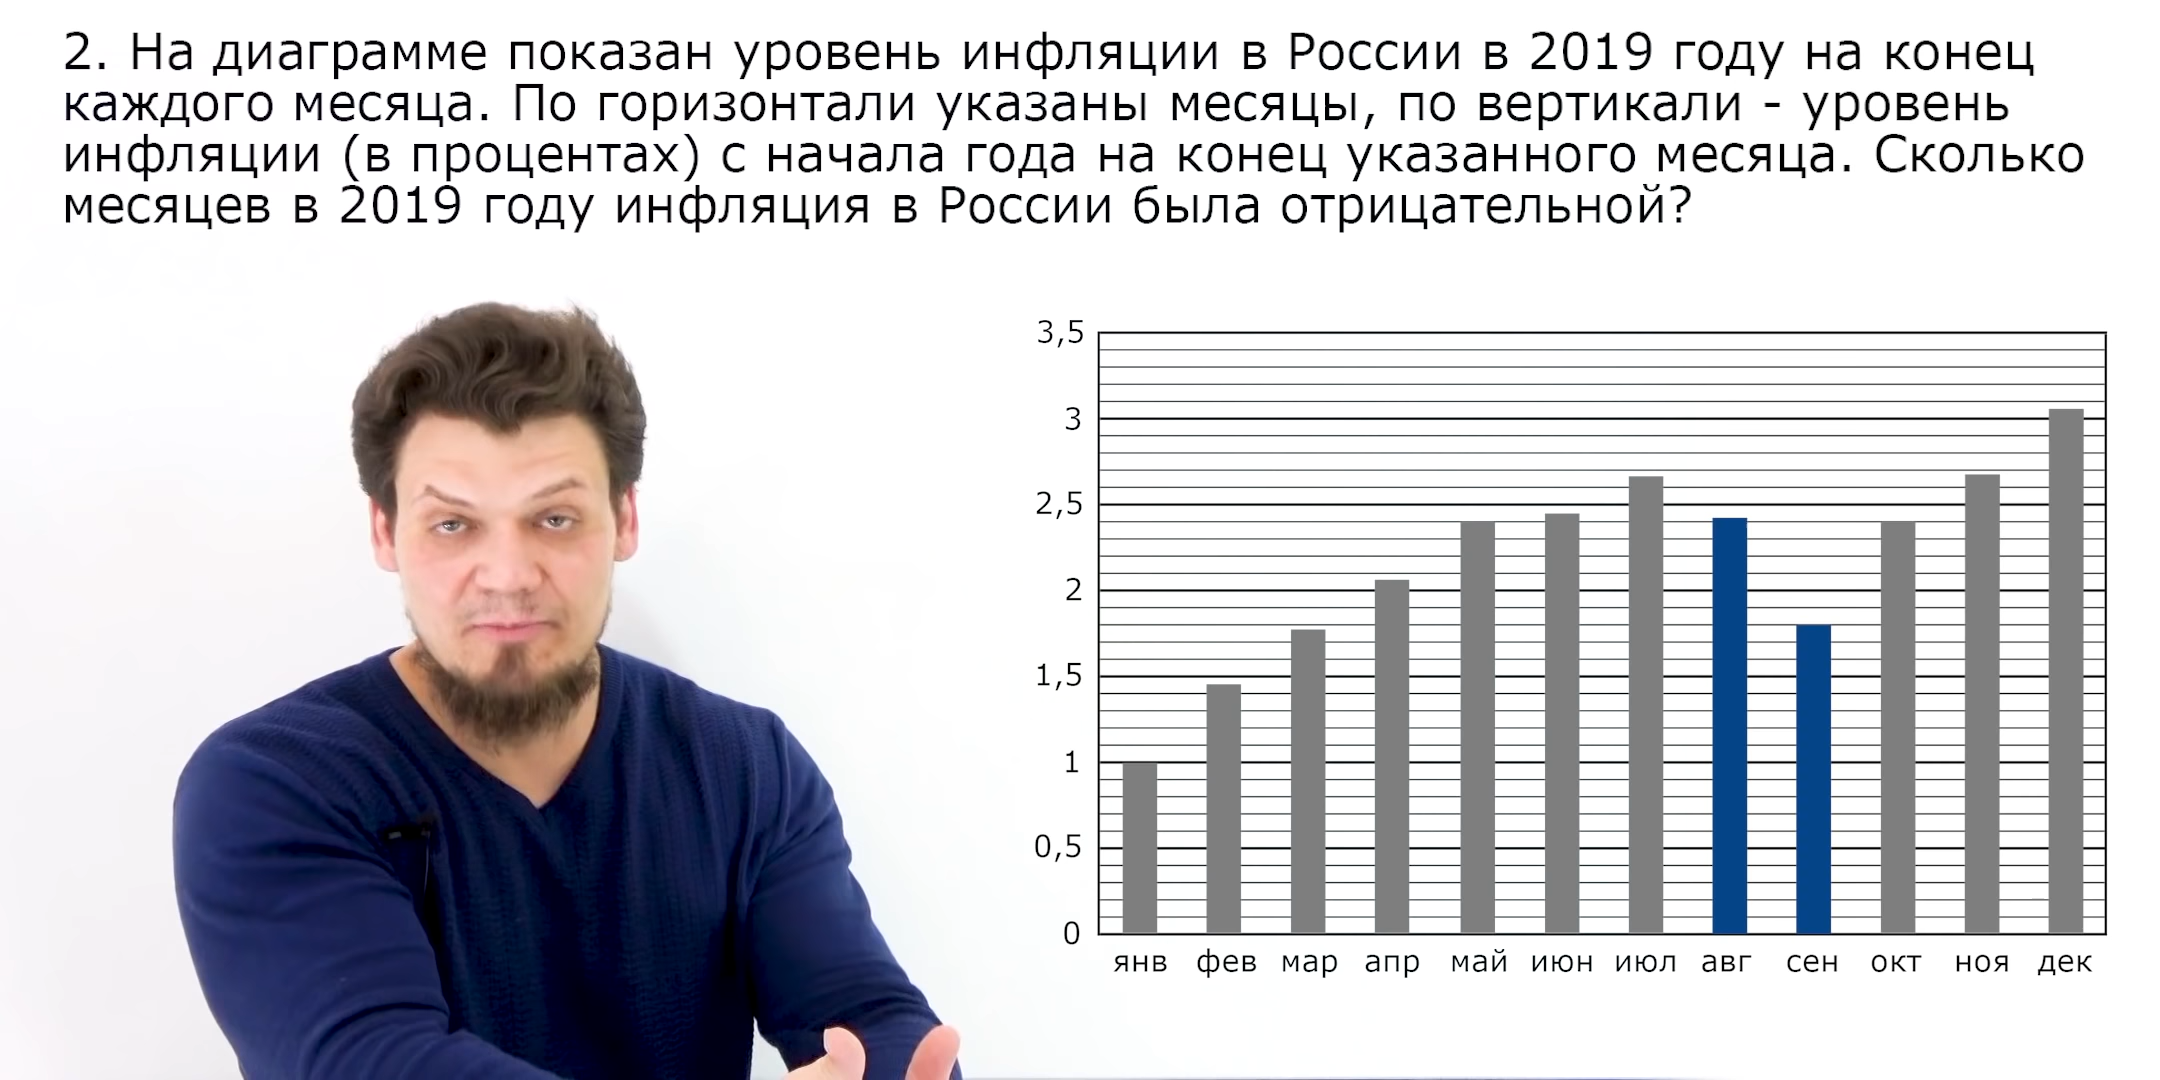 2. На диаграмме показан уровень инфляции в России в 2019 году на конец
каждого месяца. По горизонтали указаны месяцы, по вертикали - уровень
инфляции (в процентах) с начала года на конец указанного месяца. Сколько
месяцев в 2019 году инфляция в России была отрицательной?
3,5
3
2,5
2
1,5
1
0,5
0
янв фев мар апр май июн июл авг сен окт ноя дек